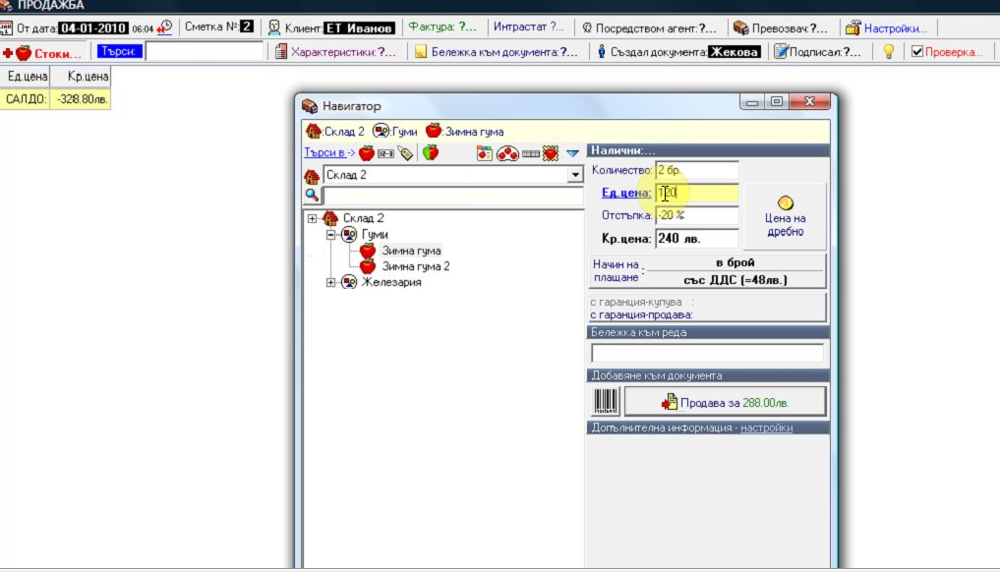 ПРОДАЖБА
От дата: 04-01-2010 06:04 Сметка №: 2 Клиент: ЕТ Иванов Фактура: ?... Интрастат ?... Посредством агент: ?... Превозвач: ?... Настройки...
Стоки... Търси: Характеристики: ?... Бележка към документа: ?... Създал документа: Жекова Подписал: ?... Проверка...
Ед.цена Кр.цена
САЛДО: -328.80лв.
Навигатор
:Склад 2 :Гуми :Зимна гума
Търси в ->
Склад 2
Склад 2
Гуми
Зимна гума
Зимна гума 2
Железария
Налични:...
Количество: 2 бр.
Ед.цена: 120
Отстъпка: -20 %
Кр.цена: 240 лв.
Цена на
дребно
Начин на
плащане :
в брой
със ДДС (=48лв.)
с гаранция-купува :
с гаранция-продава:
Бележка към реда
Добавяне към документа
Продава за 288.00лв.
Допълнителна информация - настройки